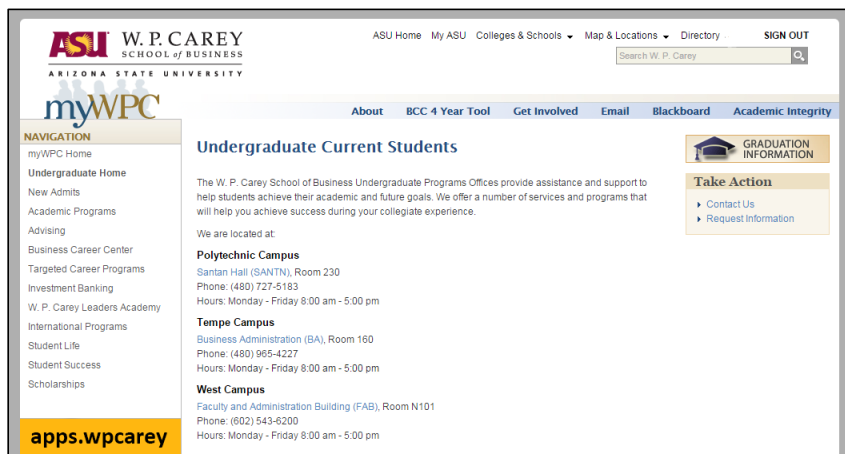 ASU Home My ASU Colleges & Schools Map & Locations Directory SIGN OUT
ASU W. P. CAREY
SCHOOL of BUSINESS
ARIZONA STATE UNIVERSITY
Search W. P. Carey
myWPC
About BCC 4 Year Tool Get Involved Email Blackboard Academic Integrity
NAVIGATION
myWPC Home
Undergraduate Home
New Admits
Academic Programs
Advising
Business Career Center
Targeted Career Programs
Investment Banking
W. P. Carey Leaders Academy
International Programs
Student Life
Student Success
Scholarships
apps.wpcarey
Undergraduate Current Students
The W. P. Carey School of Business Undergraduate Programs Offices provide assistance and support to
help students achieve their academic and future goals. We offer a number of services and programs that
will help you achieve success during your collegiate experience.
We are located at:
Polytechnic Campus
Santan Hall (SANTN), Room 230
Phone: (480) 727-5183
Hours: Monday - Friday 8:00 am - 5:00 pm
Tempe Campus
Business Administration (BA), Room 160
Phone: (480) 965-4227
Hours: Monday - Friday 8:00 am - 5:00 pm
West Campus
Faculty and Administration Building (FAB), Room N101
Phone: (602) 543-6200
Hours: Monday - Friday 8:00 am - 5:00 pm
GRADUATION
INFORMATION
Take Action
Contact Us
Request Information